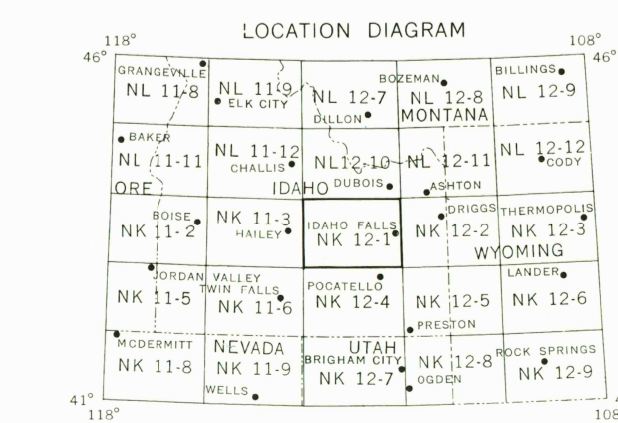 LOCATION DIAGRAM
118° 108°
46° 46°
GRANGEVILLE NL 11-8
NL 11-9 ELK CITY
NL 12-7 DILLON
BOZEMAN NL 12-8
BILLINGS NL 12-9
MONTANA
BAKER NL 11-11
NL 11-12 CHALLIS
NL 12-10 DUBOIS
NL 12-11 ASHTON
NL 12-12 CODY
ORE IDAHO
BOISE NK 11-2
NK 11-3 HAILEY
IDAHO FALLS NK 12-1
DRIGGS NK 12-2
THERMOPOLIS NK 12-3
WYOMING
JORDAN VALLEY NK 11-5
TWIN FALLS NK 11-6
POCATELLO NK 12-4
NK 12-5 PRESTON
LANDER NK 12-6
MCDERMITT NK 11-8
NEVADA NK 11-9 WELLS
UTAH BRIGHAM CITY NK 12-7
NK 12-8 OGDEN
ROCK SPRINGS NK 12-9
41°
118° 108